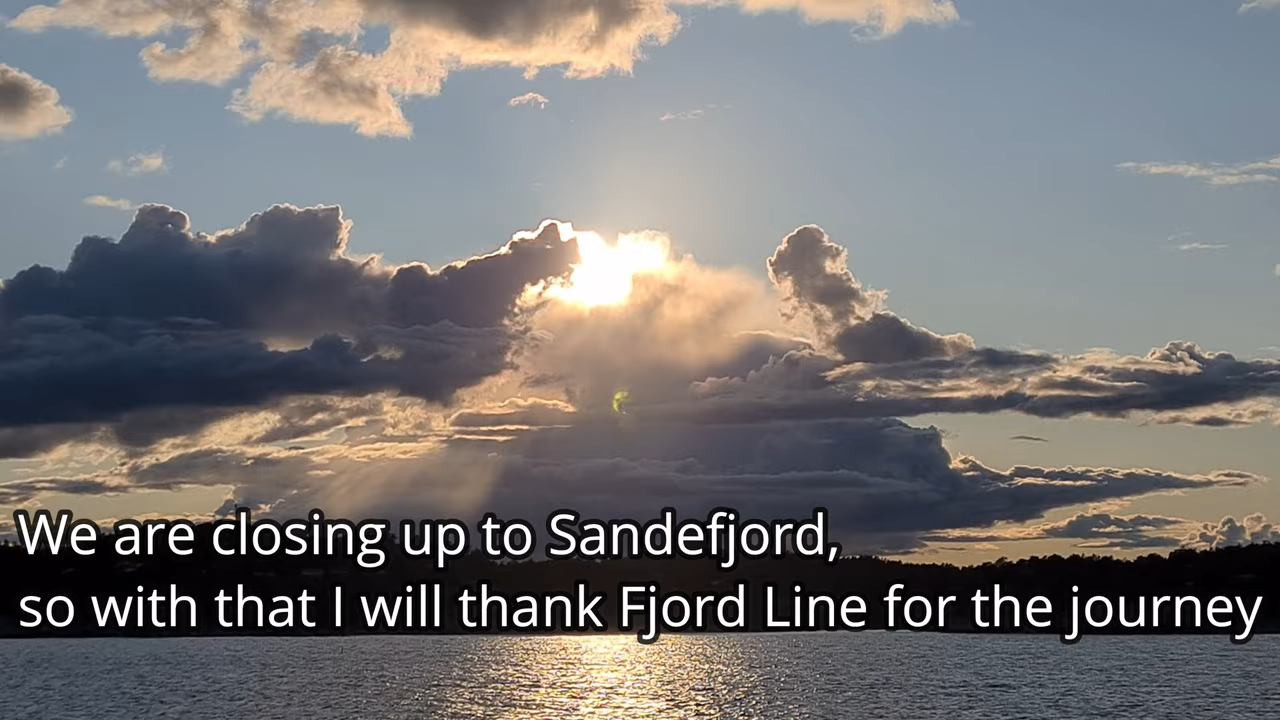 We are closing up to Sandefjord,
so with that I will thank Fjord Line for the journey